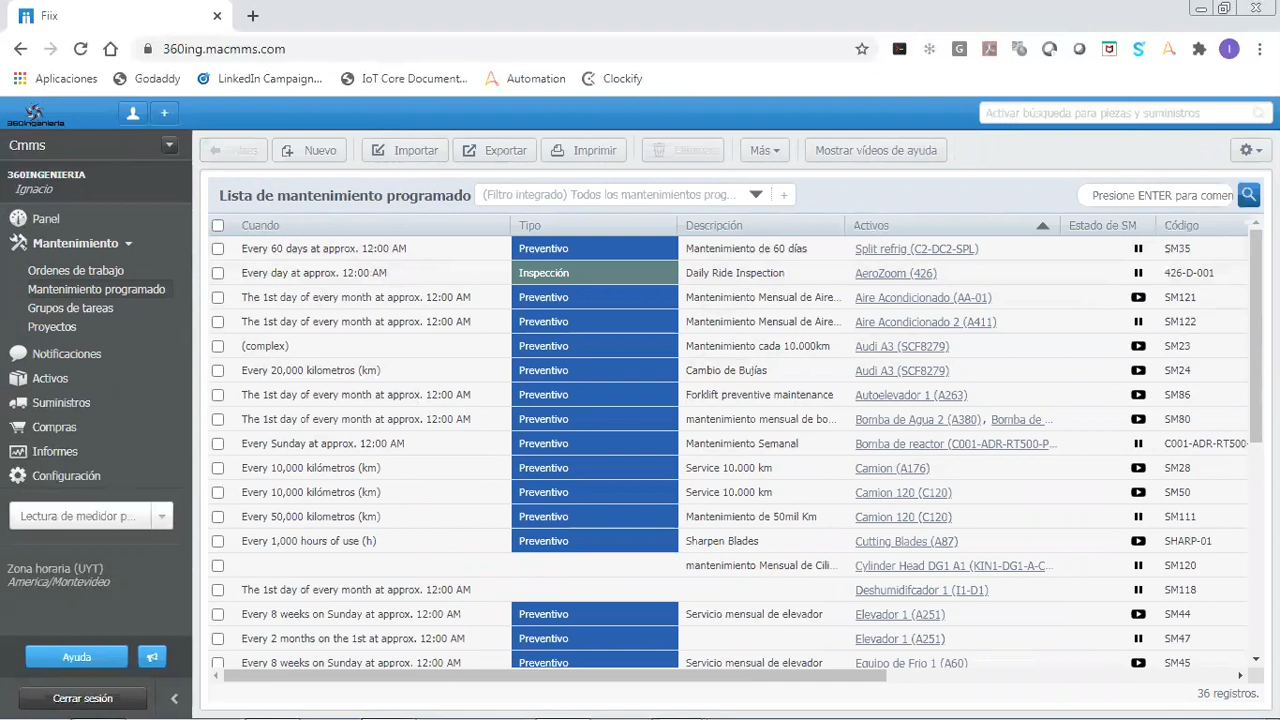 Fiix
360ing.macmms.com
Aplicaciones
Godaddy
LinkedIn Campaign...
IoT Core Document...
Automation
Clockify
360ingenieria
Activar búsqueda para piezas y suministros
Cmms
360INGENIERIA
Ignacio
Panel
Mantenimiento
Ordenes de trabajo
Mantenimiento programado
Grupos de tareas
Proyectos
Notificaciones
Activos
Suministros
Compras
Informes
Configuración
Lectura de medidor p...
Zona horaria (UYT)
America/Montevideo
Ayuda
Cerrar sesión
Nuevo
Importar
Exportar
Imprimir
Más
Mostrar vídeos de ayuda
Lista de mantenimiento programado
(Filtro integrado) Todos los mantenimientos prog...
Presione ENTER para comen
Cuando Tipo Descripción Activos Estado de SM Código
Every 60 days at approx. 12:00 AM Preventivo Mantenimiento de 60 días Split refrig (C2-DC2-SPL) SM35
Every day at approx. 12:00 AM Inspección Daily Ride Inspection AeroZoom (426) 426-D-001
The 1st day of every month at approx. 12:00 AM Preventivo Mantenimiento Mensual de Aire... Aire Acondicionado (AA-01) SM121
The 1st day of every month at approx. 12:00 AM Preventivo Mantenimiento Mensual de Aire... Aire Acondicionado 2 (A411) SM122
(complex) Preventivo Mantenimiento cada 10.000km Audi A3 (SCF8279) SM23
Every 20,000 kilometros (km) Preventivo Cambio de Bujías Audi A3 (SCF8279) SM24
The 1st day of every month at approx. 12:00 AM Preventivo Forklift preventive maintenance Autoelevador 1 (A263) SM86
The 1st day of every month at approx. 12:00 AM Preventivo mantenimiento mensual de bo... Bomba de Agua 2 (A380), Bomba de ... SM80
Every Sunday at approx. 12:00 AM Preventivo Mantenimiento Semanal Bomba de reactor (C001-ADR-RT500-P... C001-ADR-RT500-
Every 10,000 kilómetros (km) Preventivo Service 10.000 km Camion (A176) SM28
Every 10,000 kilómetros (km) Preventivo Service 10.000 km Camion 120 (C120) SM50
Every 50,000 kilometros (km) Preventivo Mantenimiento de 50mil Km Camion 120 (C120) SM111
Every 1,000 hours of use (h) Preventivo Sharpen Blades Cutting Blades (A87) SHARP-01
mantenimiento Mensual de Cili... Cylinder Head DG1 A1 (KIN1-DG1-A-C... SM120
The 1st day of every month at approx. 12:00 AM Deshumidifcador (I1-D1) SM118
Every 8 weeks on Sunday at approx. 12:00 AM Preventivo Servicio mensual de elevador Elevador 1 (A251) SM44
Every 2 months on the 1st at approx. 12:00 AM Preventivo Elevador 1 (A251) SM47
Every 8 weeks on Sunday at approx. 12:00 AM Preventivo Servicio mensual de elevador Equipo de Frio 1 (A60) SM45
36 registros.